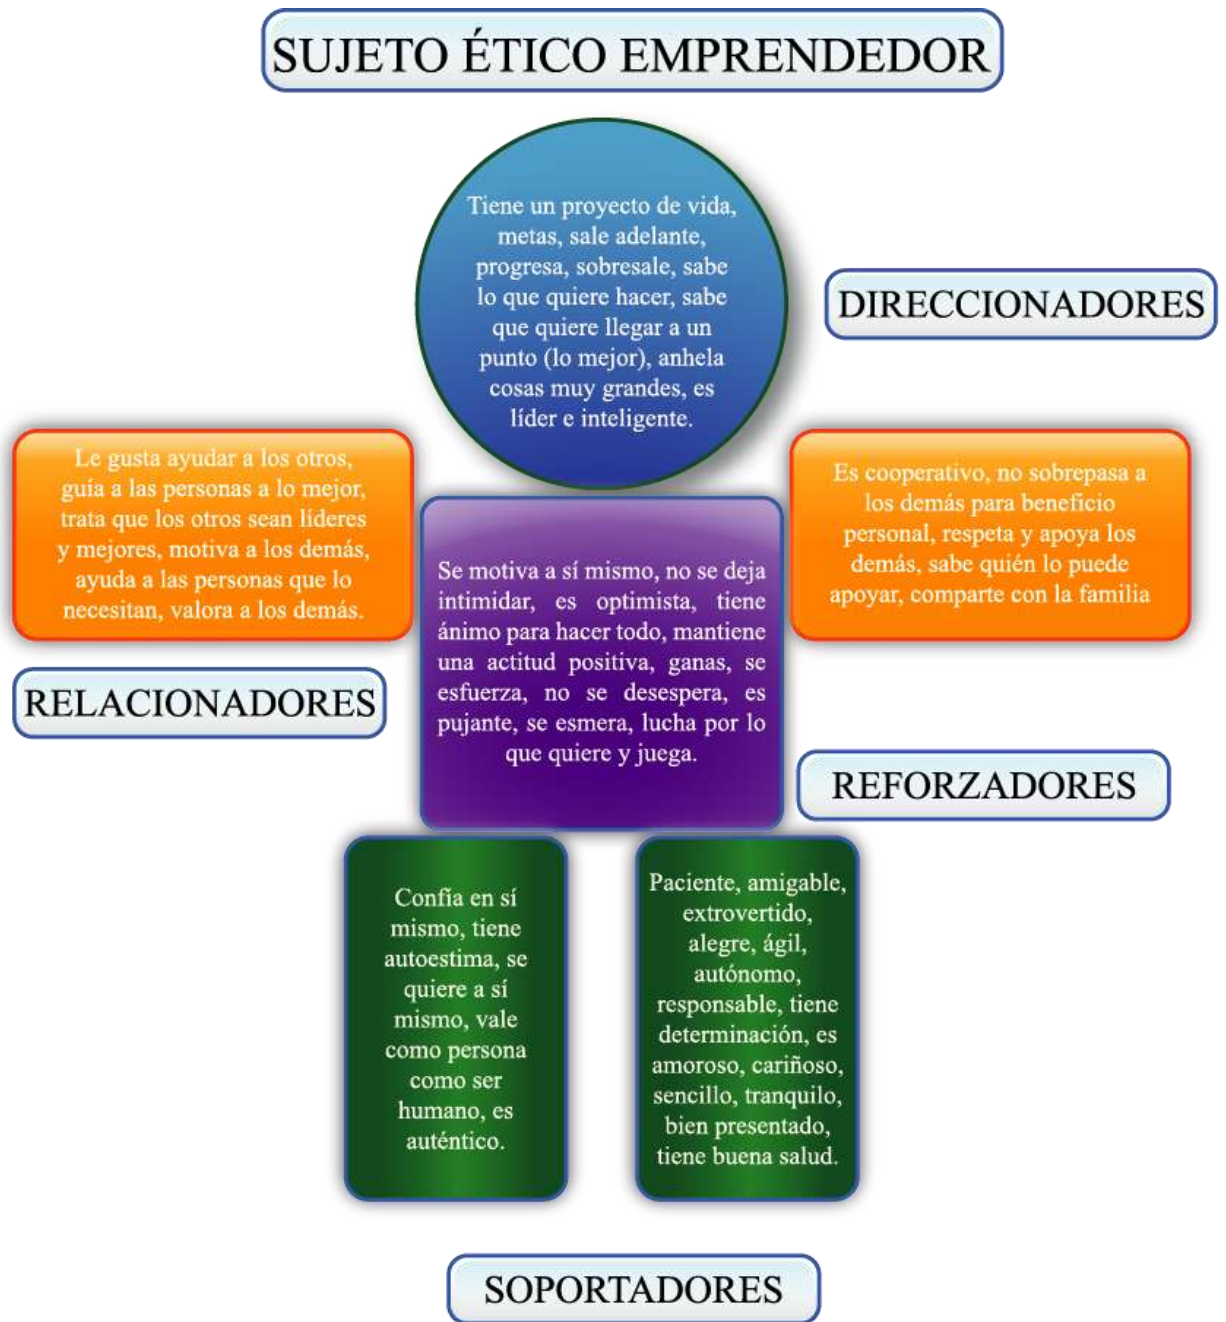 SUJETO ÉTICO EMPRENDEDOR
Tiene un proyecto de vida,
metas, sale adelante,
progresa, sobresale, sabe
lo que quiere hacer, sabe
que quiere llegar a un
punto (lo mejor), anhela
cosas muy grandes, es
líder e inteligente.
DIRECCIONADORES
Le gusta ayudar a los otros,
guía a las personas a lo mejor,
trata que los otros sean líderes
y mejores, motiva a los demás,
ayuda a las personas que lo
necesitan, valora a los demás.
Es cooperativo, no sobrepasa a
los demás para beneficio
personal, respeta y apoya los
demás, sabe quién lo puede
apoyar, comparte con la familia
RELACIONADORES
Se motiva a sí mismo, no se deja
intimidar, es optimista, tiene
ánimo para hacer todo, mantiene
una actitud positiva, ganas, se
esfuerza, no se desespera, es
pujante, se esmera, lucha por lo
que quiere y juega.
REFORZADORES
Confía en sí
mismo, tiene
autoestima, se
quiere a sí
mismo, vale
como persona
como ser
humano, es
auténtico.
Paciente, amigable,
extrovertido,
alegre, ágil,
autónomo,
responsable, tiene
determinación, es
amoroso, cariñoso,
sencillo, tranquilo,
bien presentado,
tiene buena salud.
SOPORTADORES